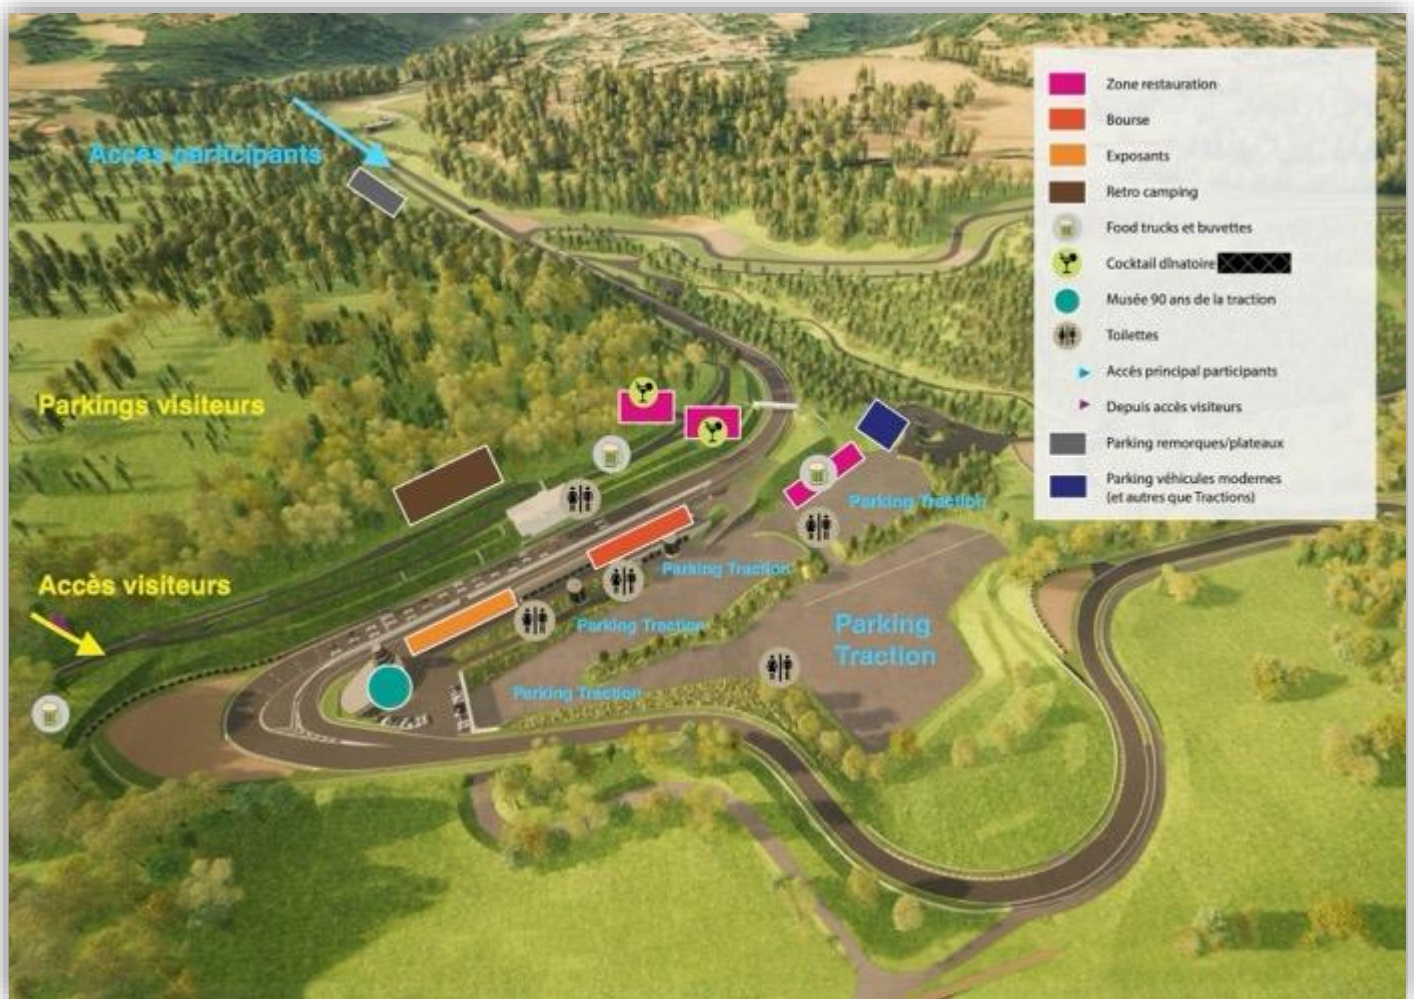 Accès participants
Parkings visiteurs
Accès visiteurs
Parking Traction
Parking Traction
Parking Traction
Parking
Traction
Parking Traction
Zone restauration
Bourse
Exposants
Retro camping
Food trucks et buvettes
Cocktail dînatoire
Musée 90 ans de la traction
Toilettes
Accès principal participants
Depuis accès visiteurs
Parking remorques/plateaux
Parking véhicules modernes
(et autres que Tractions)